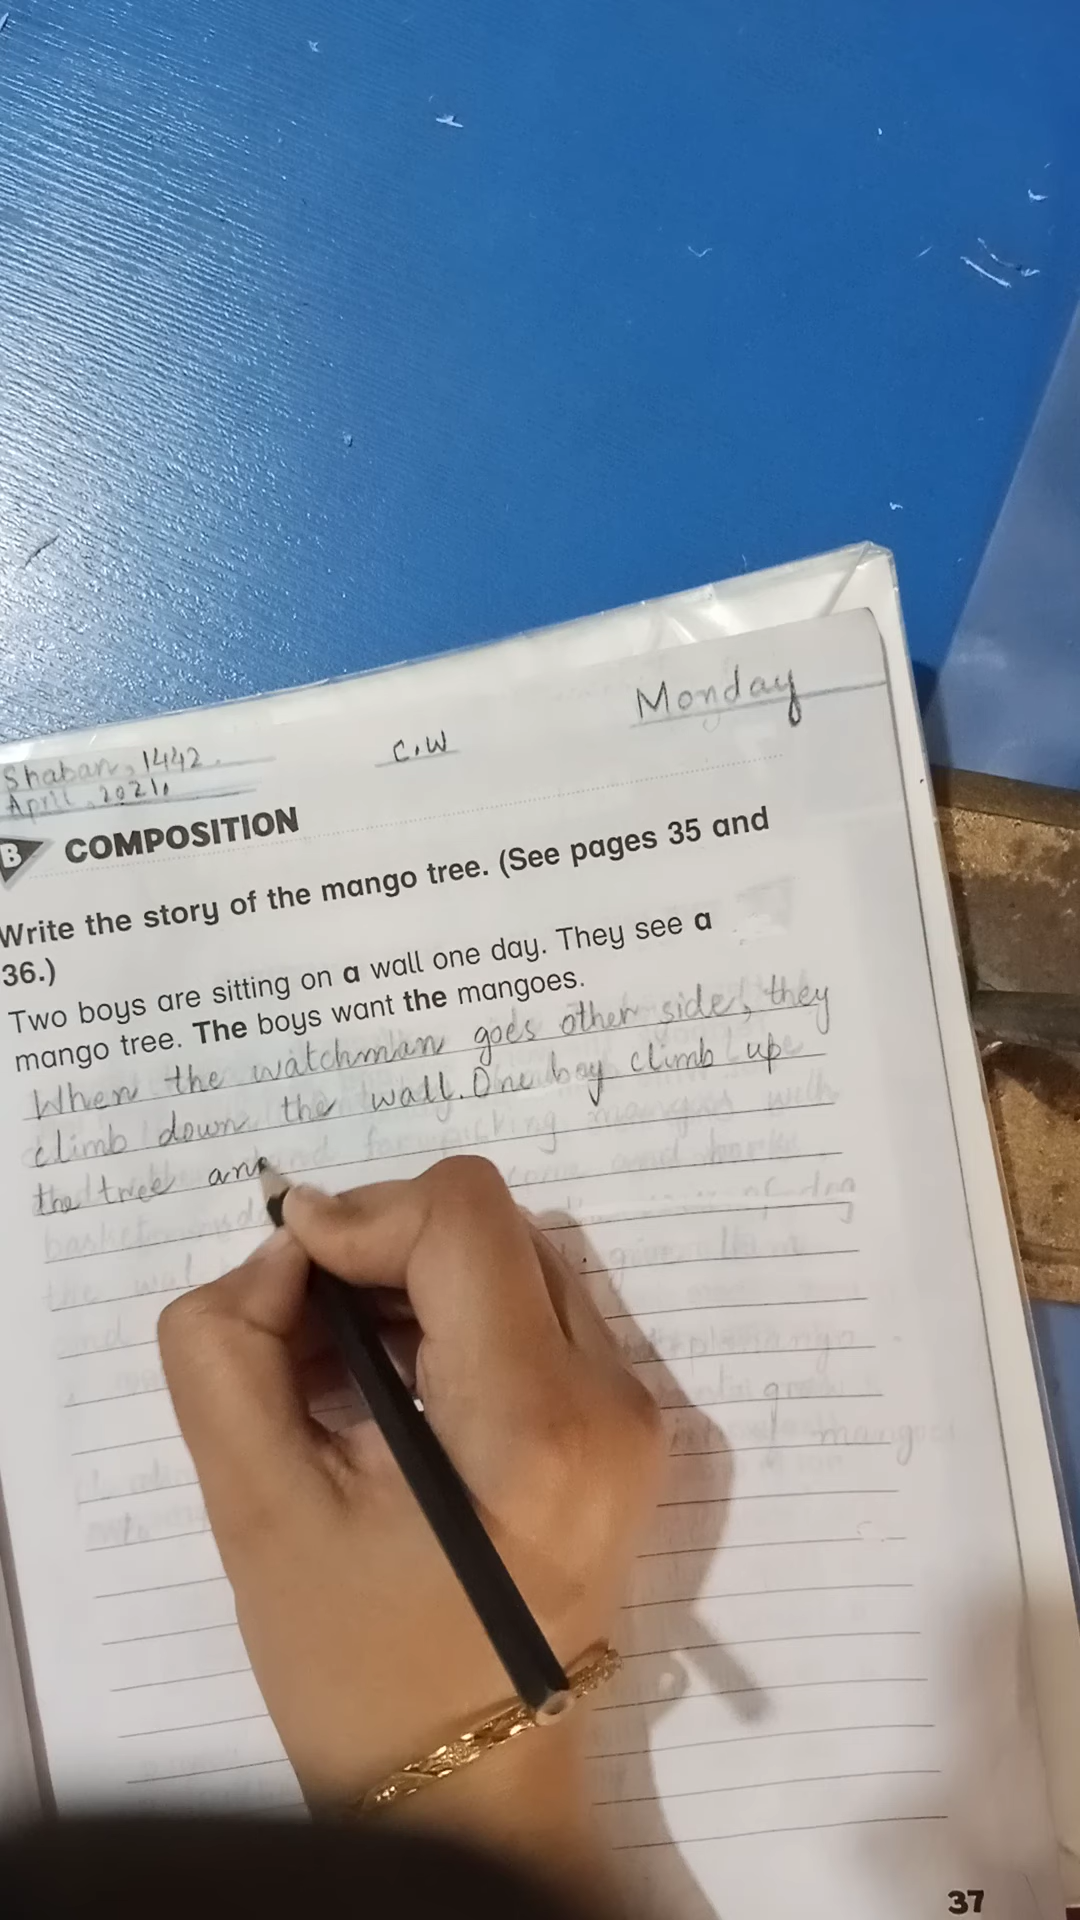 Monday
C.W
Shaban, 1442.
April, 2021.
B COMPOSITION
Write the story of the mango tree. (See pages 35 and
36.)
Two boys are sitting on a wall one day. They see a
mango tree. The boys want the mangoes.
When the watchman goes other side, they
climb down the wall. One boy climb up
the tree an
37